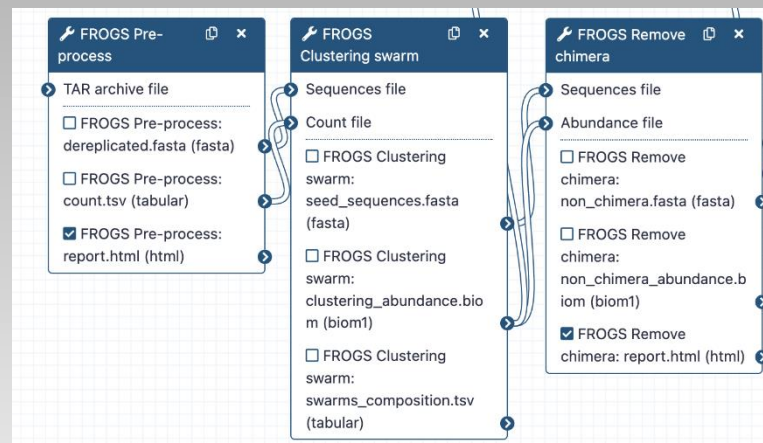 FROGS Pre-
process
TAR archive file
FROGS Pre-process:
dereplicated.fasta (fasta)
FROGS Pre-process:
count.tsv (tabular)
FROGS Pre-process:
report.html (html)
FROGS
Clustering swarm
Sequences file
Count file
FROGS Clustering
swarm:
seed_sequences.fasta
(fasta)
FROGS Clustering
swarm:
clustering_abundance.bio
m (biom1)
FROGS Clustering
swarm:
swarms_composition.tsv
(tabular)
FROGS Remove
chimera
Sequences file
Abundance file
FROGS Remove
chimera:
non_chimera.fasta (fasta)
FROGS Remove
chimera:
non_chimera_abundance.b
iom (biom1)
FROGS Remove
chimera: report.html (html)